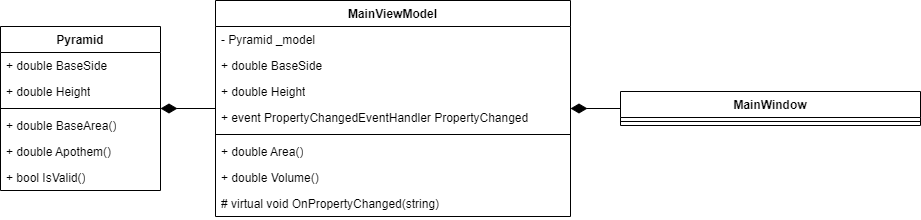 Pyramid
+ double BaseSide
+ double Height
+ double BaseArea()
+ double Apothem()
+ bool IsValid()
MainViewModel
- Pyramid _model
+ double BaseSide
+ double Height
+ event PropertyChangedEventHandler PropertyChanged
+ double Area()
+ double Volume()
# virtual void OnPropertyChanged(string)
MainWindow